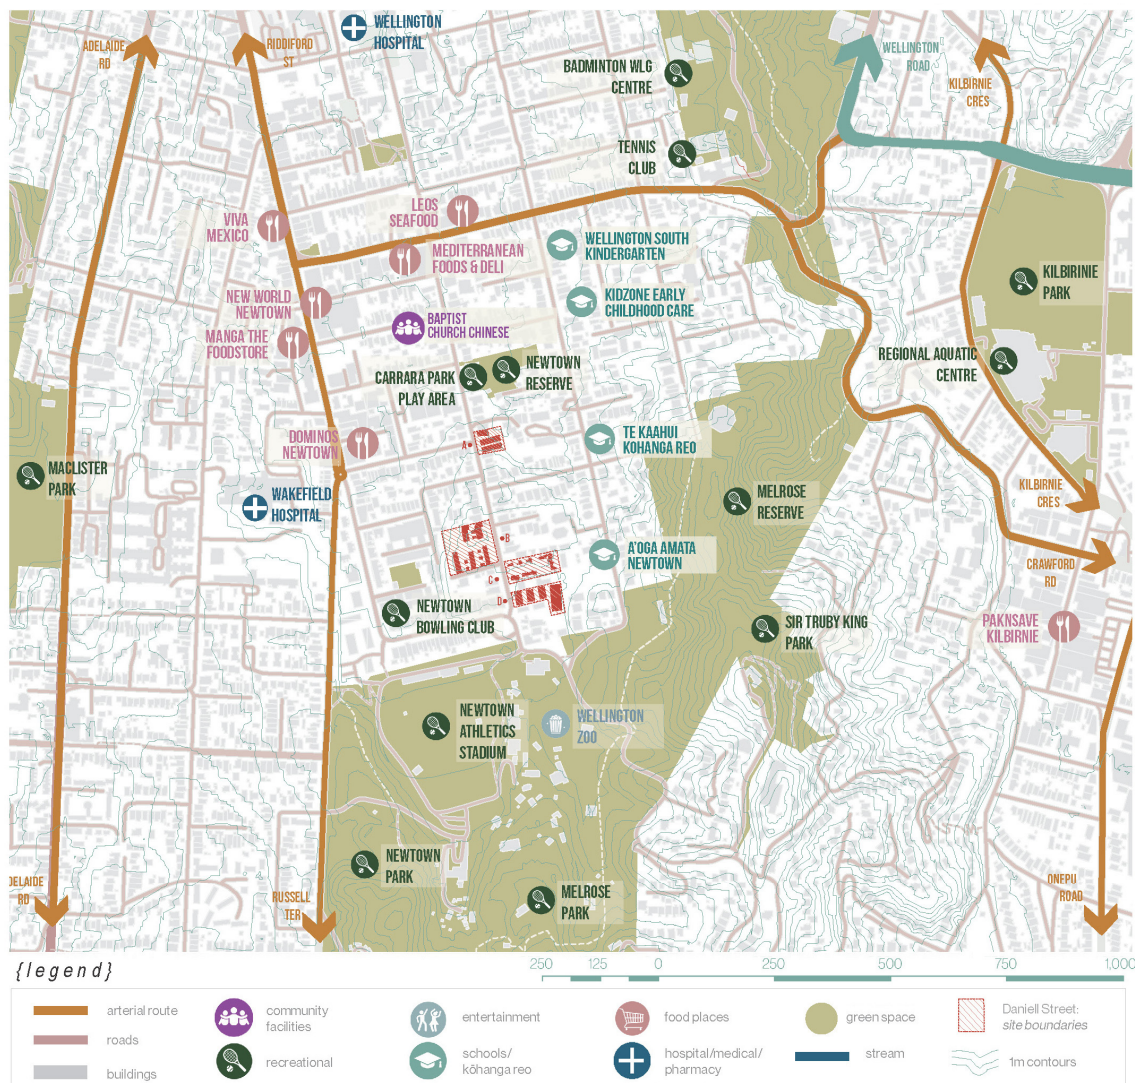 WELLINGTON
HOSPITAL
ADELAIDE
RD
RIDDIFORD
ST
BADMINTON WLG
CENTRE
WELLINGTON
ROAD
KILBIRNIE
CRES
TENNIS
CLUB
VIVA
MEXICO
LEOS
SEAFOOD
MEDITERRANEAN
FOODS & DELI
WELLINGTON SOUTH
KINDERGARTEN
KILBIRINIE
PARK
NEW WORLD
NEWTOWN
KIDZONE EARLY
CHILDHOOD CARE
BAPTIST
CHURCH CHINESE
MANGA THE
FOODSTORE
REGIONAL AQUATIC
CENTRE
CARRARA PARK
PLAY AREA
NEWTOWN
RESERVE
DOMINOS
NEWTOWN
A
TE KAAHUI
KOHANGA REO
MACLISTER
PARK
WAKEFIELD
HOSPITAL
MELROSE
RESERVE
KILBIRNIE
CRES
B
A'OGA AMATA
NEWTOWN
CRAWFORD
RD
C
D
NEWTOWN
BOWLING CLUB
SIR TRUBY KING
PARK
PAKNSAVE
KILBIRNIE
NEWTOWN
ATHLETICS
STADIUM
WELLINGTON
ZOO
NEWTOWN
PARK
MELROSE
PARK
DELAIDE
RD
RUSSELL
TER
ONEPU
ROAD
{legend}
250 125 0 250 500 750 1,000
arterial route
roads
buildings
community
facilities
recreational
entertainment
schools/
kōhanga reo
food places
hospital/medical/
pharmacy
green space
stream
Daniell Street:
site boundaries
1m contours